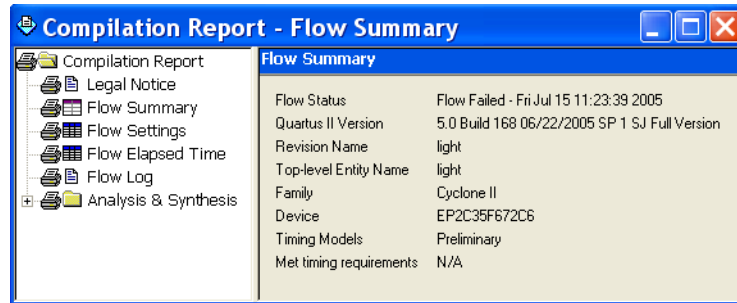 Compilation Report - Flow Summary
Compilation Report
Legal Notice
Flow Summary
Flow Settings
Flow Elapsed Time
Flow Log
Analysis & Synthesis
Flow Summary
Flow Status Flow Failed - Fri Jul 15 11:23:39 2005
Quartus II Version 5.0 Build 168 06/22/2005 SP 1 SJ Full Version
Revision Name light
Top-level Entity Name light
Family Cyclone II
Device EP2C35F672C6
Timing Models Preliminary
Met timing requirements N/A